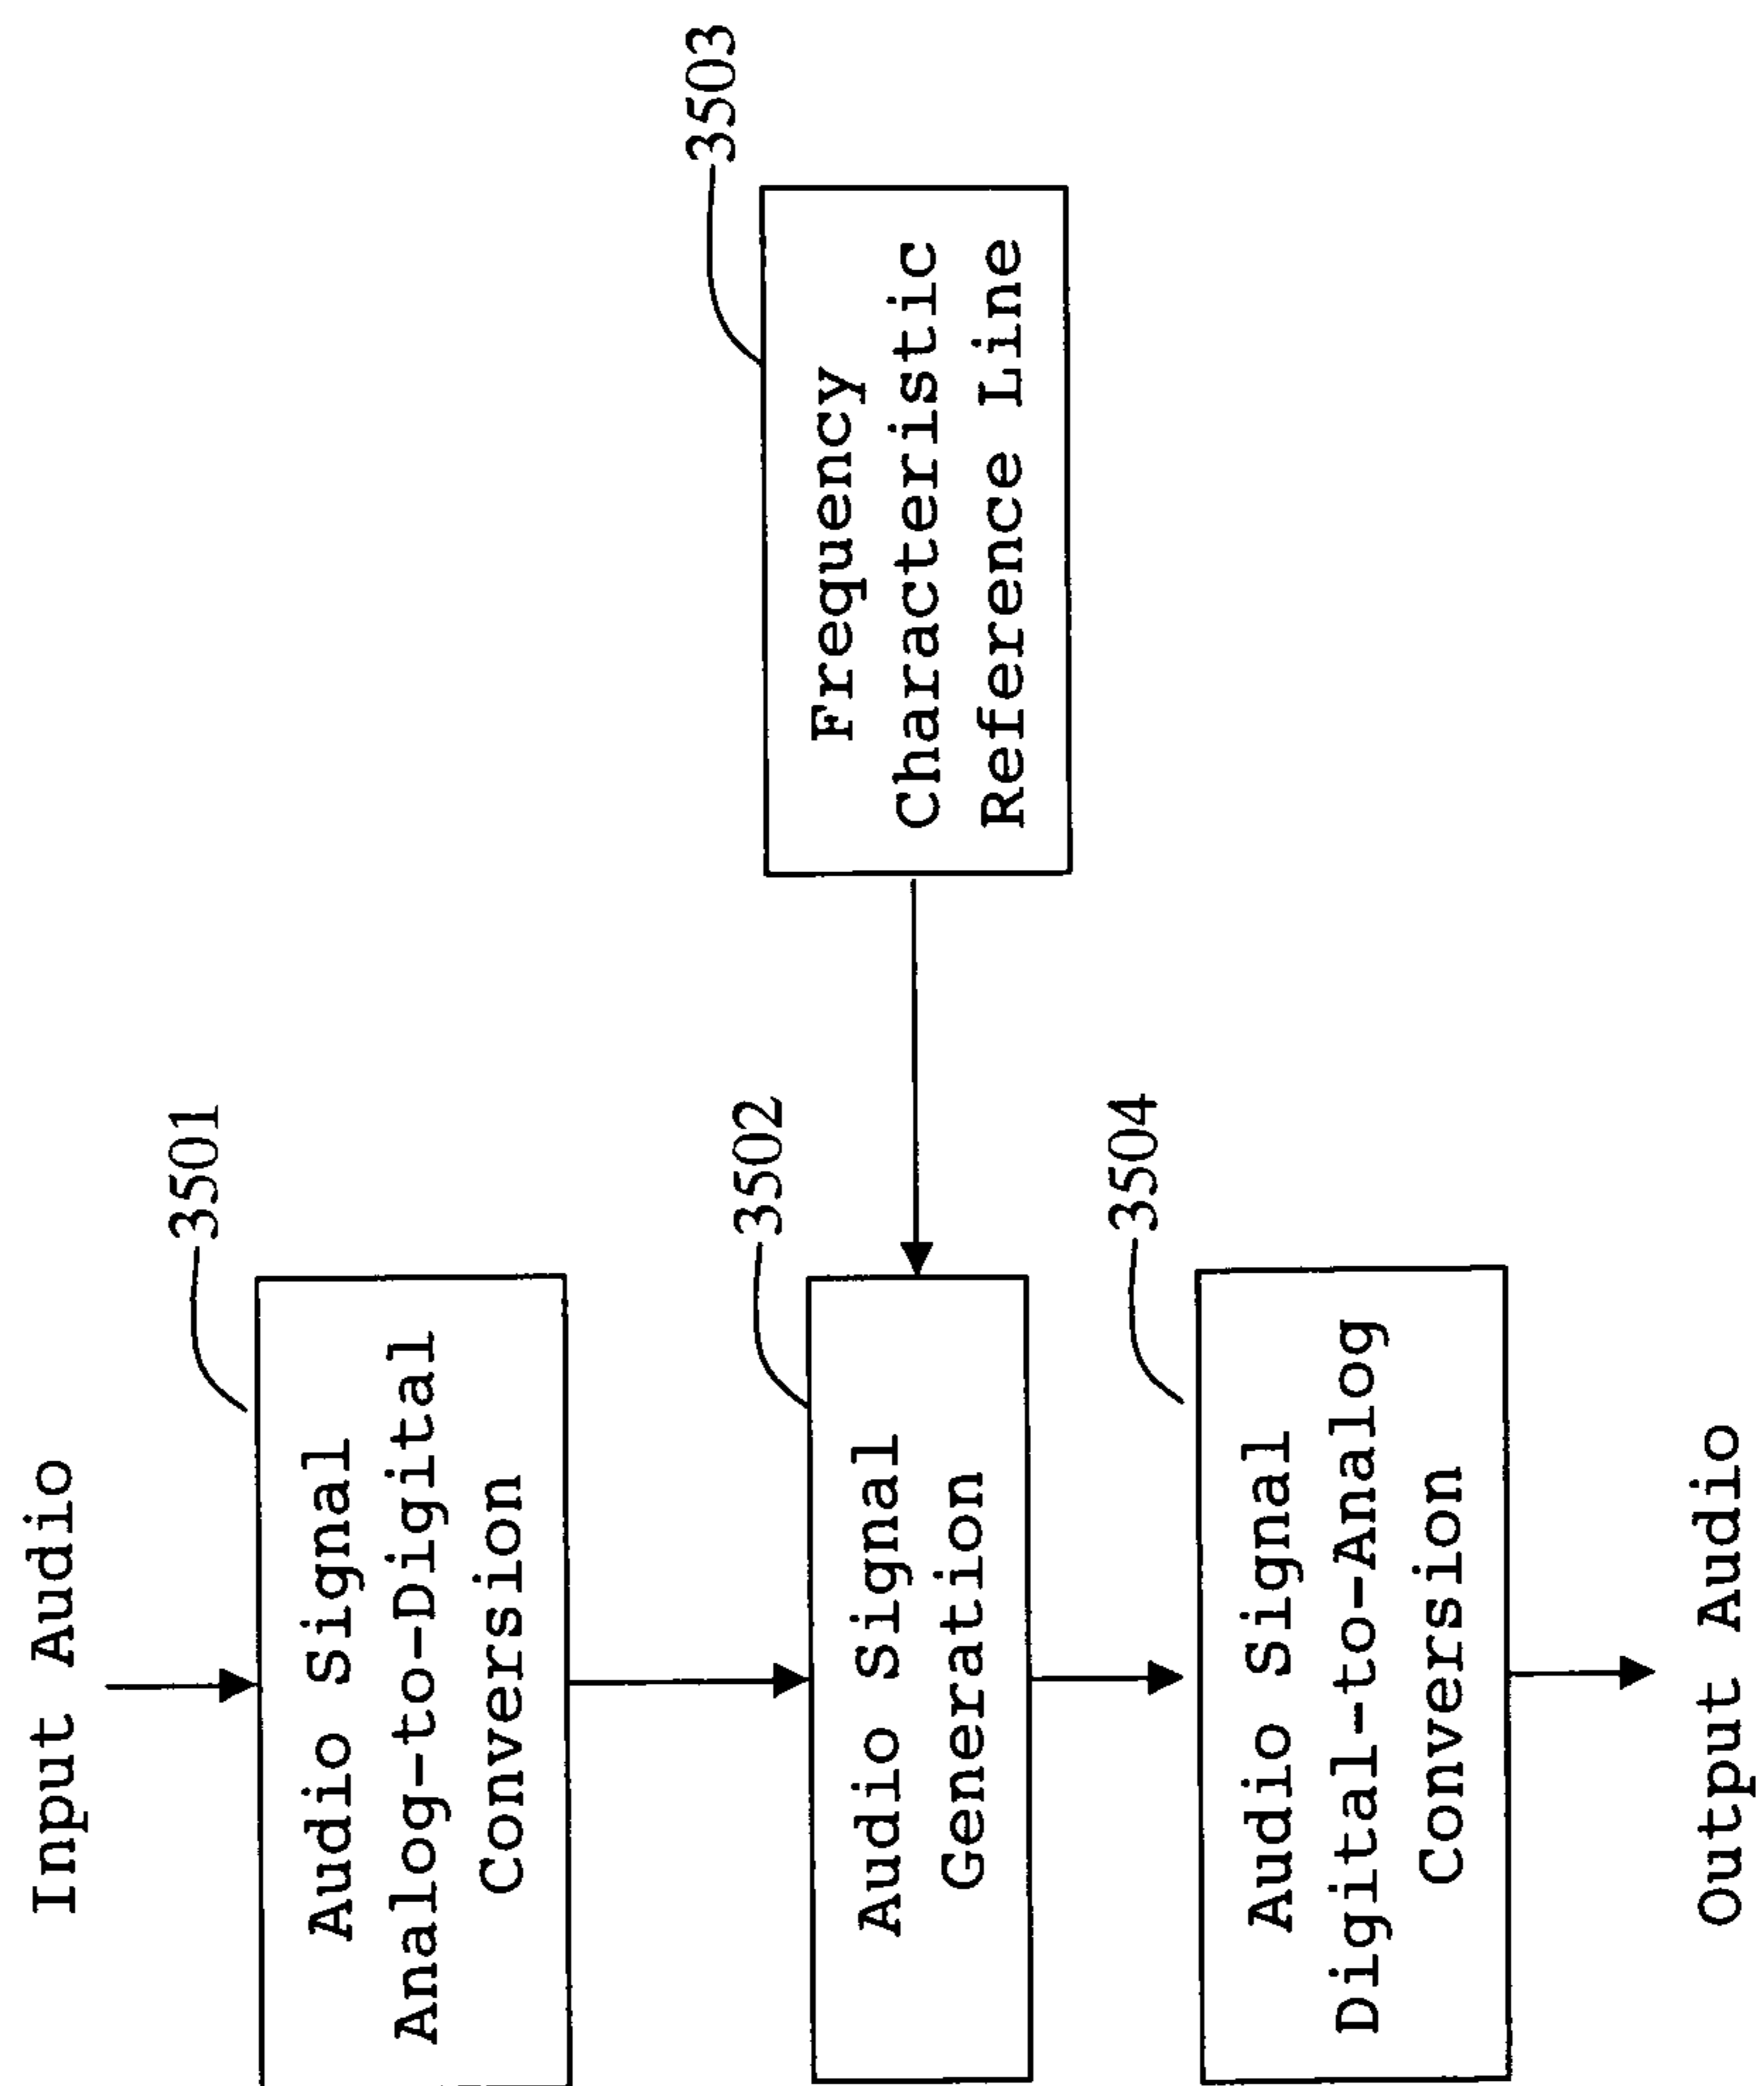 Input Audio
3501
Audio Signal
Analog-to-Digital
Conversion
3502
Audio Signal
Generation
3503
Frequency
Characteristic
Reference Line
3504
Audio Signal
Digital-to-Analog
Conversion
Output Audio